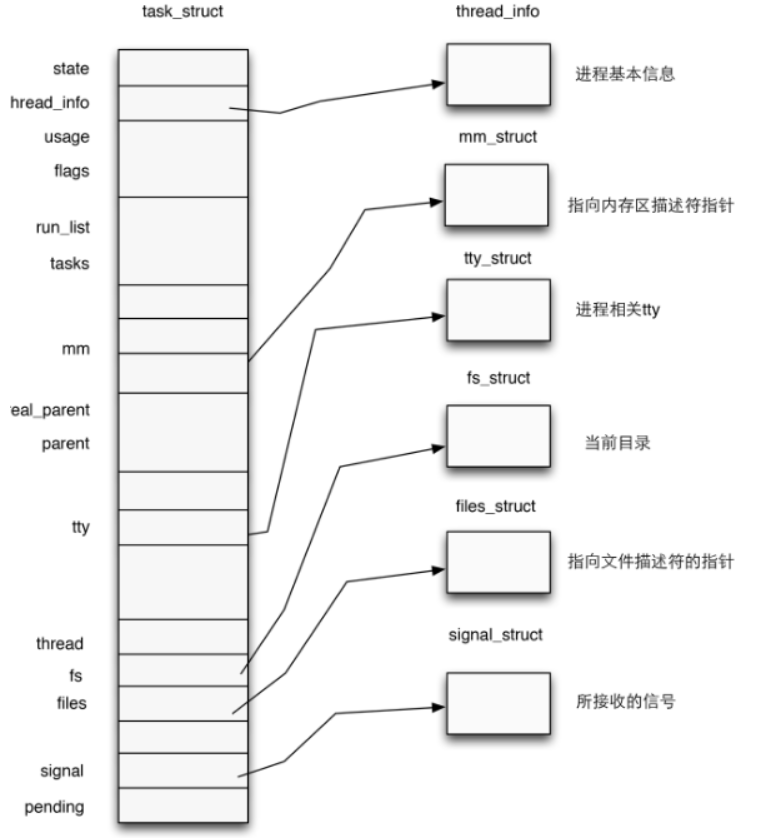 task_struct
thread_info
state
进程基本信息
hread_info
usage
mm_struct
flags
指向内存区描述符指针
run_list
tasks
tty_struct
进程相关tty
mm
fs_struct
eal_parent
parent
当前目录
files_struct
tty
指向文件描述符的指针
signal_struct
thread
fs
files
所接收的信号
signal
pending